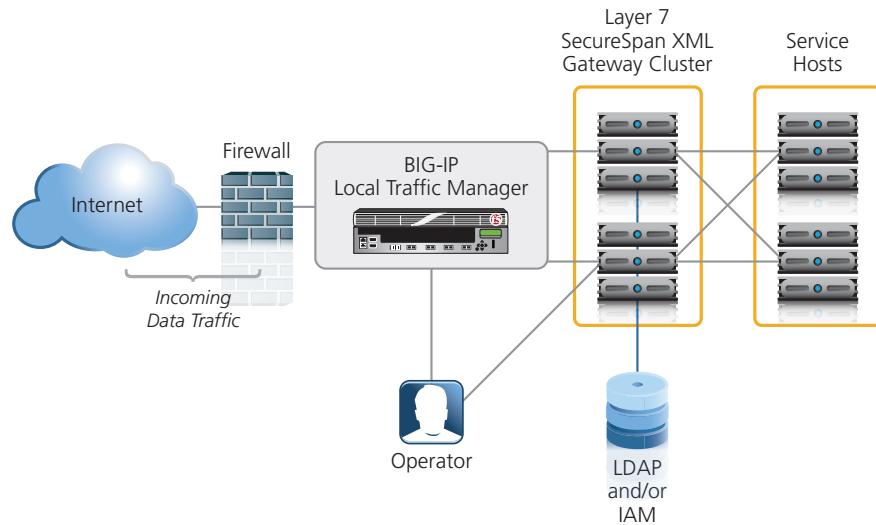 Layer 7
SecureSpan XML
Gateway Cluster
Service
Hosts
Firewall
BIG-IP
Local Traffic Manager
Internet
f5
Incoming
Data Traffic
Operator
LDAP
and/or
IAM